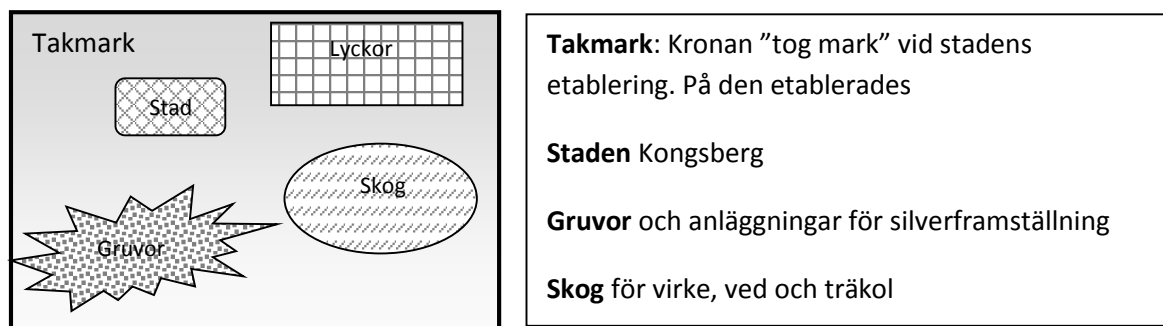 Takmark
Lyckor
Stad
Skog
Gruvor
Takmark: Kronan ”tog mark” vid stadens
etablering. På den etablerades
Staden Kongsberg
Gruvor och anläggningar för silverframställning
Skog för virke, ved och träkol